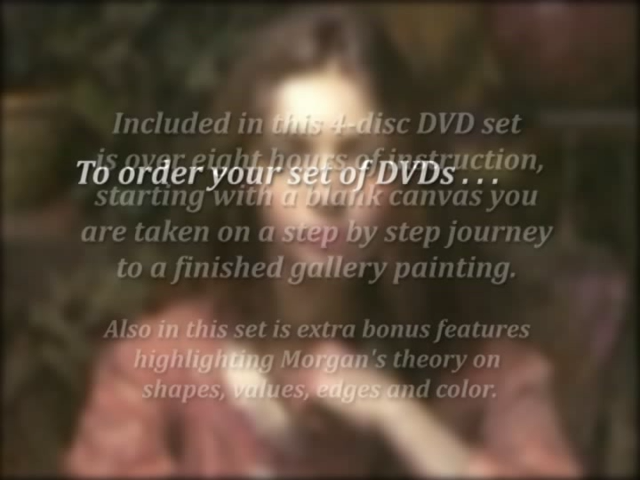 Included in this 4-disc DVD set
is over eight hours of instruction,
To order your set of DVDs . . .
starting with a blank canvas you
are taken on a step by step journey
to a finished gallery painting.
Also in this set is extra bonus features
highlighting Morgan's theory on
shapes, values, edges and color.